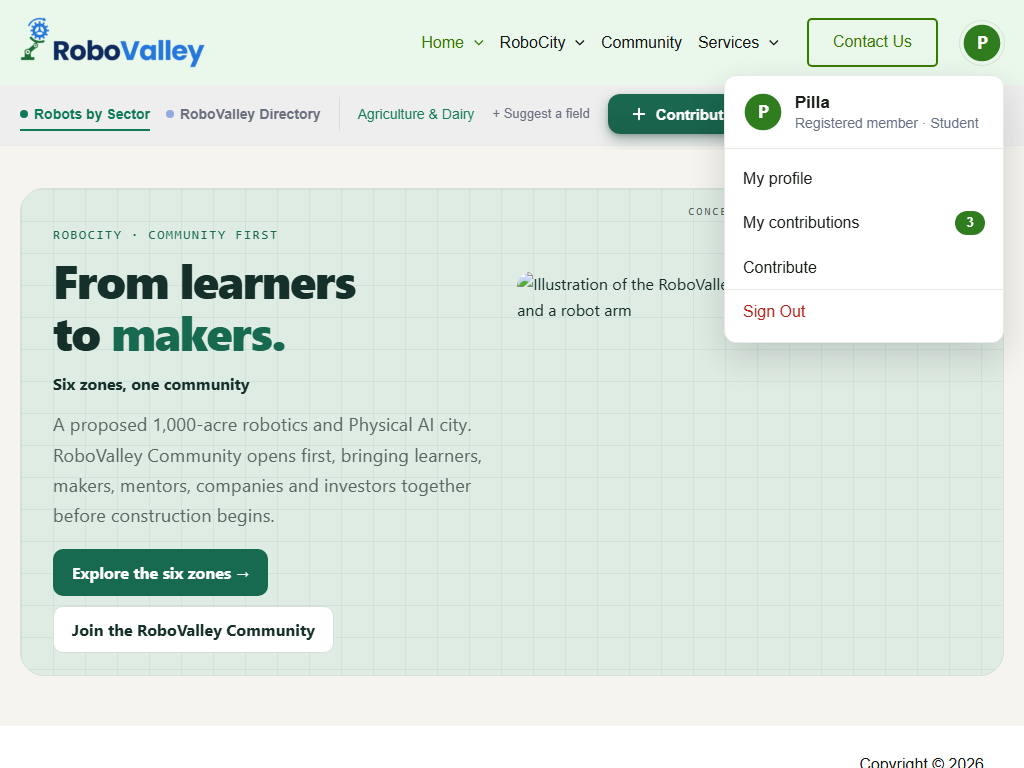 RoboValley
Home RoboCity Community Services Contact Us P
Robots by Sector RoboValley Directory Agriculture & Dairy + Suggest a field + Contribut
P Pilla
Registered member · Student
My profile
My contributions 3
Contribute
Sign Out
CONCE
ROBOCITY · COMMUNITY FIRST
From learners
to makers.
Illustration of the RoboValle
and a robot arm
Six zones, one community
A proposed 1,000-acre robotics and Physical AI city.
RoboValley Community opens first, bringing learners,
makers, mentors, companies and investors together
before construction begins.
Explore the six zones →
Join the RoboValley Community
Copyright © 2026